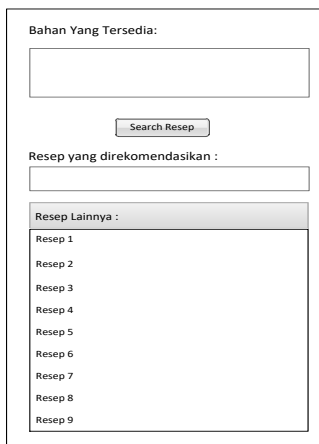 Bahan Yang Tersedia:
Search Resep
Resep yang direkomendasikan :
Resep Lainnya :
Resep 1
Resep 2
Resep 3
Resep 4
Resep 5
Resep 6
Resep 7
Resep 8
Resep 9